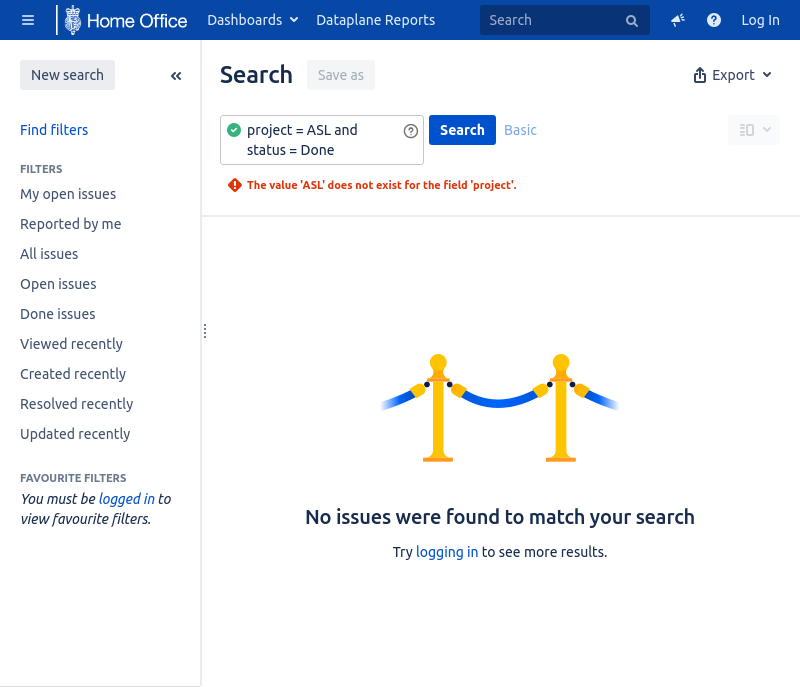 Home Office Dashboards Dataplane Reports Search Log In
New search
Find filters
FILTERS
My open issues
Reported by me
All issues
Open issues
Done issues
Viewed recently
Created recently
Resolved recently
Updated recently
FAVOURITE FILTERS
You must be logged in to
view favourite filters.
Search Save as Export
project = ASL and
status = Done
Search Basic
The value 'ASL' does not exist for the field 'project'.
No issues were found to match your search
Try logging in to see more results.